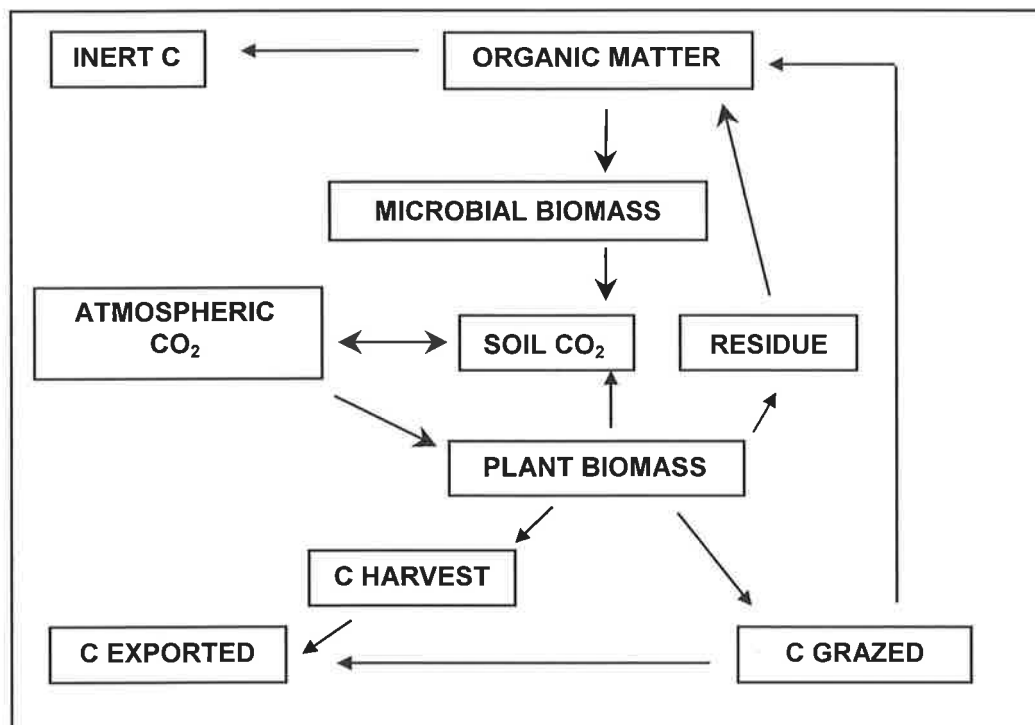 INERT C
ORGANIC MATTER
MICROBIAL BIOMASS
ATMOSPHERIC
CO₂
SOIL CO₂
RESIDUE
PLANT BIOMASS
C HARVEST
C EXPORTED
C GRAZED